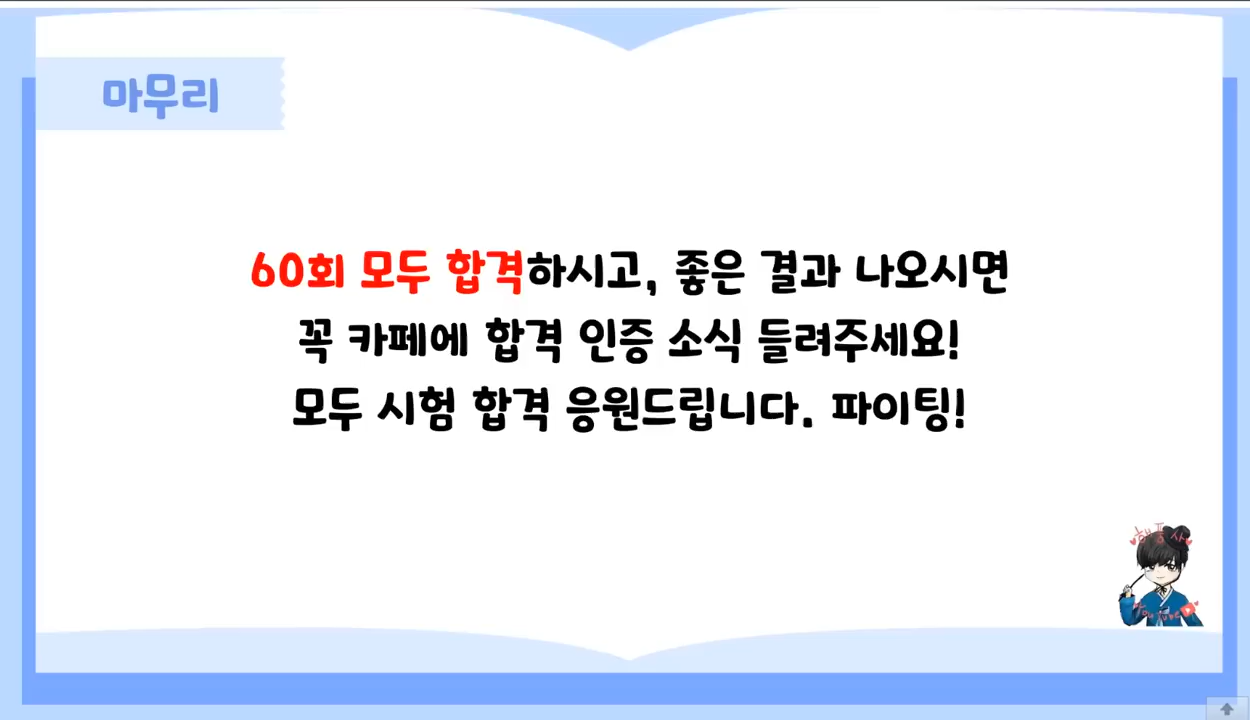 마무리
60회 모두 합격하시고, 좋은 결과 나오시면
꼭 카페에 합격 인증 소식 들려주세요!
모두 시험 합격 응원드립니다. 파이팅!
YouTube